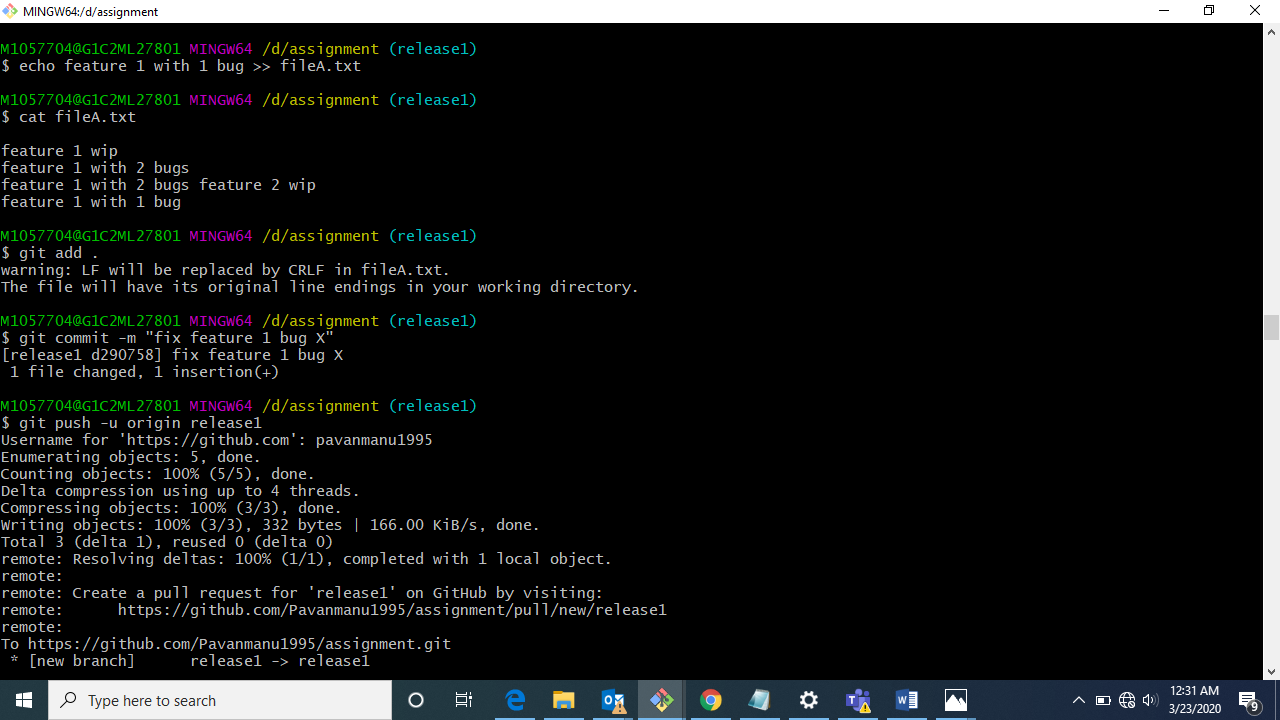 MINGW64:/d/assignment
M1057704@G1C2ML27801 MINGW64 /d/assignment (release1)
$ echo feature 1 with 1 bug >> fileA.txt
M1057704@G1C2ML27801 MINGW64 /d/assignment (release1)
$ cat fileA.txt
feature 1 wip
feature 1 with 2 bugs
feature 1 with 2 bugs feature 2 wip
feature 1 with 1 bug
M1057704@G1C2ML27801 MINGW64 /d/assignment (release1)
$ git add .
warning: LF will be replaced by CRLF in fileA.txt.
The file will have its original line endings in your working directory.
M1057704@G1C2ML27801 MINGW64 /d/assignment (release1)
$ git commit -m "fix feature 1 bug X"
[release1 d290758] fix feature 1 bug X
 1 file changed, 1 insertion(+)
M1057704@G1C2ML27801 MINGW64 /d/assignment (release1)
$ git push -u origin release1
Username for 'https://github.com': pavanmanu1995
Enumerating objects: 5, done.
Counting objects: 100% (5/5), done.
Delta compression using up to 4 threads.
Compressing objects: 100% (3/3), done.
Writing objects: 100% (3/3), 332 bytes | 166.00 KiB/s, done.
Total 3 (delta 1), reused 0 (delta 0)
remote: Resolving deltas: 100% (1/1), completed with 1 local object.
remote:
remote: Create a pull request for 'release1' on GitHub by visiting:
remote:      https://github.com/Pavanmanu1995/assignment/pull/new/release1
remote:
To https://github.com/Pavanmanu1995/assignment.git
 * [new branch]      release1 -> release1
Type here to search
12:31 AM
3/23/2020
9